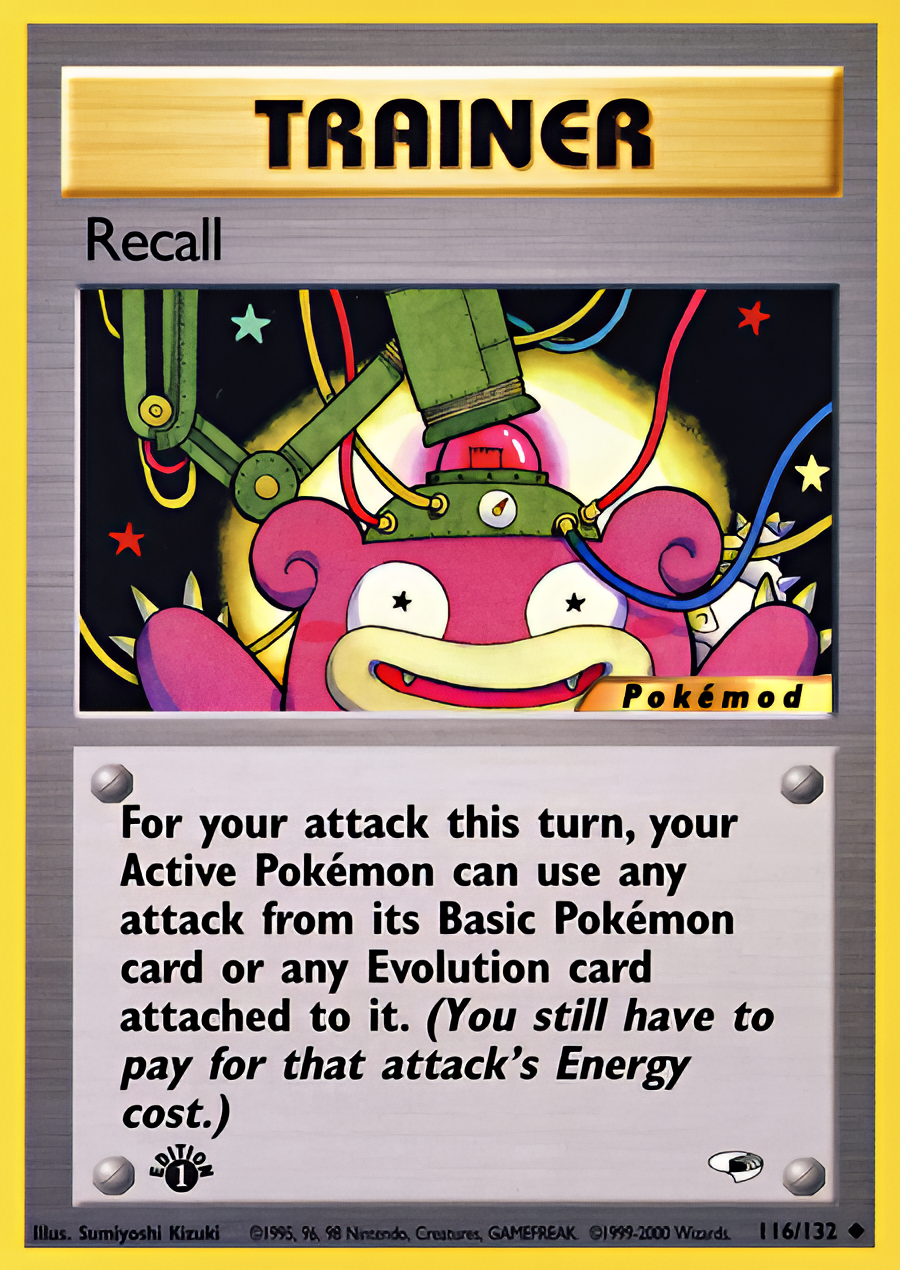 TRAINER
Recall
Pokémod
For your attack this turn, your
Active Pokémon can use any
attack from its Basic Pokémon
card or any Evolution card
attached to it. (You still have to
pay for that attack's Energy
cost.)
EDITION
1
Illus. Sumiyoshi Kizuki ©1995, 96, 98 Nintendo, Creatures, GAMEFREAK. ©1999-2000 Wizards. 116/132